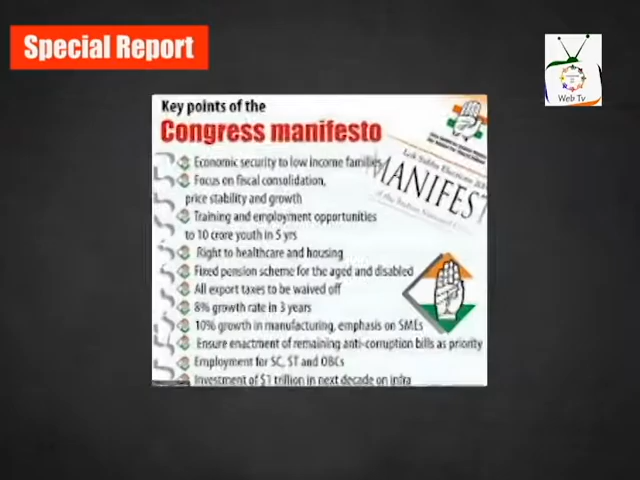 Special Report
Web Tv
Key points of the
Congress manifesto
Economic security to low income families
Focus on fiscal consolidation,
price stability and growth
Training and employment opportunities
to 10 crore youth in 5 yrs
Right to healthcare and housing
Fixed pension scheme for the aged and disabled
All export taxes to be waived off
8% growth rate in 3 years
10% growth in manufacturing, emphasis on SMEs
Ensure enactment of remaining anti-corruption bills as priority
Employment for SC, ST and OBCs
Investment of $1 trillion in next decade on infra
Lok Sabha Elections
MANIFEST